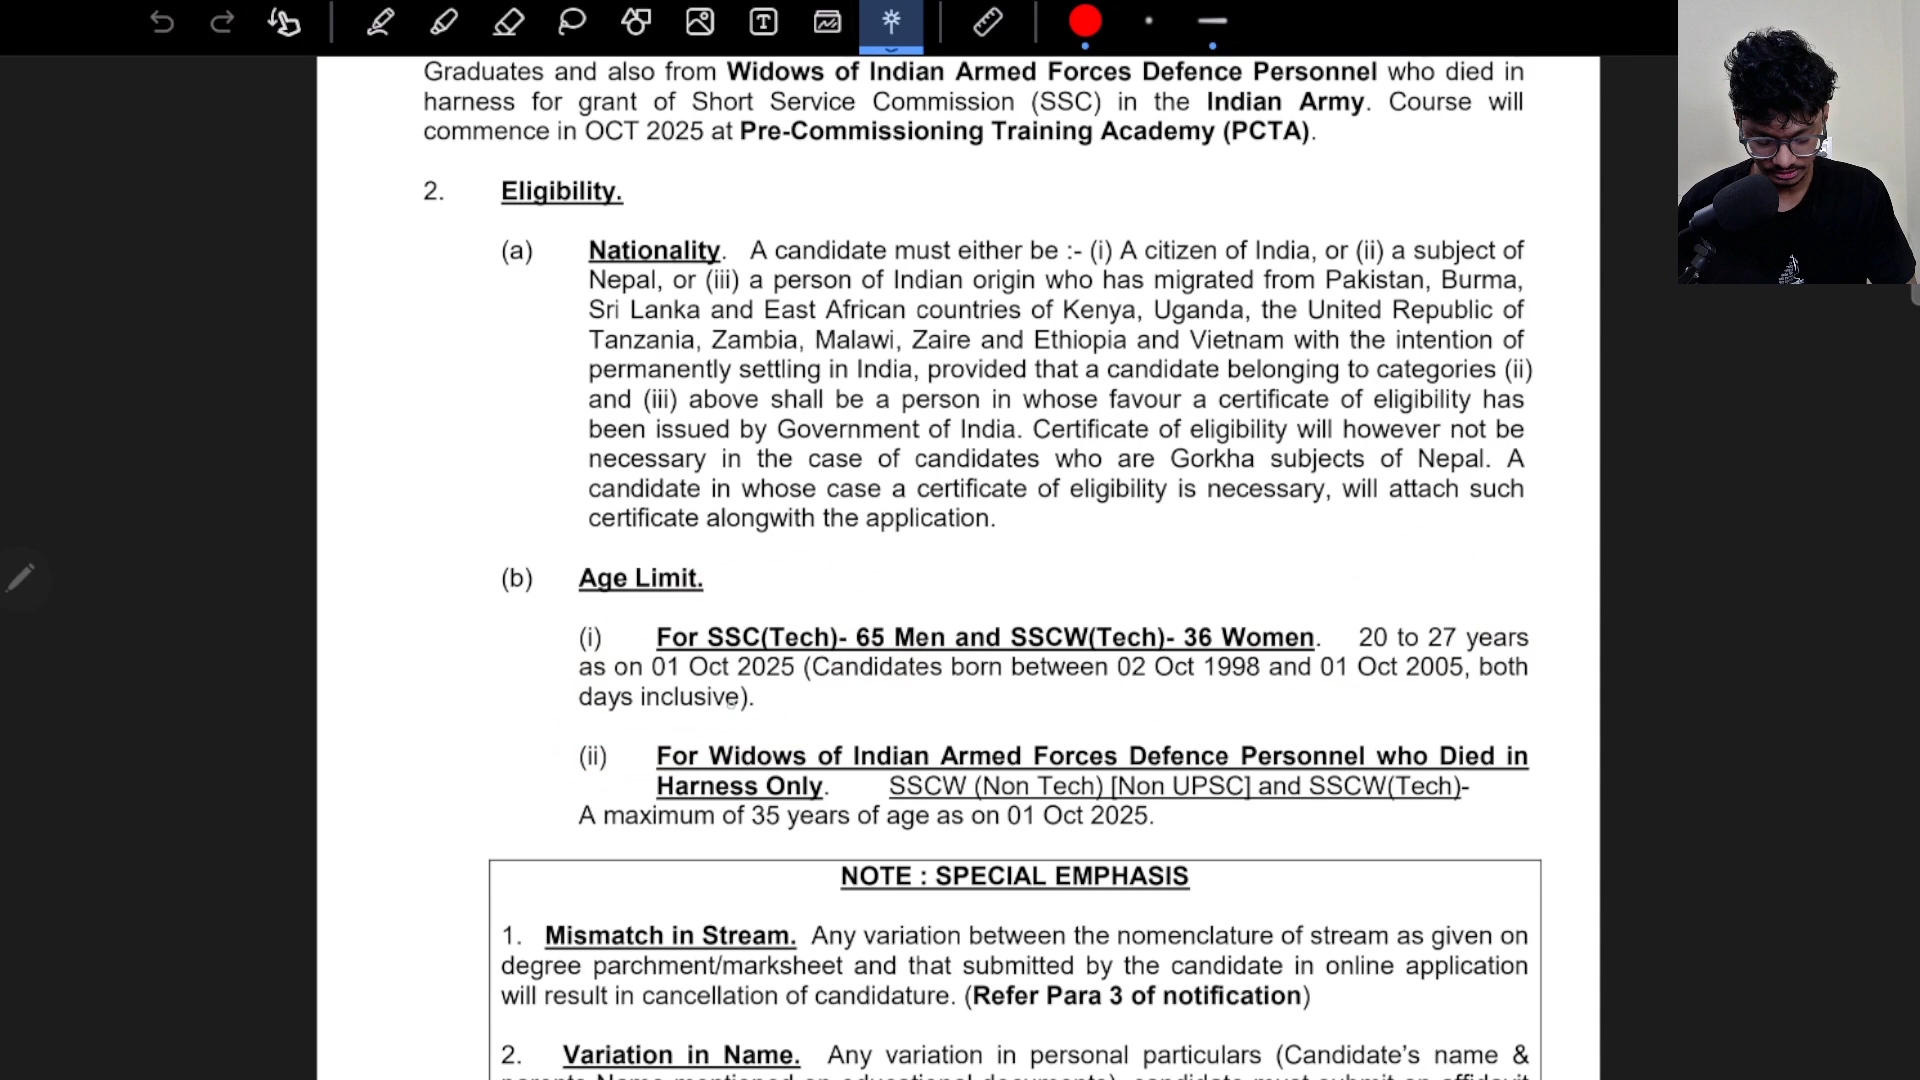 Graduates and also from Widows of Indian Armed Forces Defence Personnel who died in
harness for grant of Short Service Commission (SSC) in the Indian Army. Course will
commence in OCT 2025 at Pre-Commissioning Training Academy (PCTA).
2. Eligibility.
(a) Nationality. A candidate must either be :- (i) A citizen of India, or (ii) a subject of
Nepal, or (iii) a person of Indian origin who has migrated from Pakistan, Burma,
Sri Lanka and East African countries of Kenya, Uganda, the United Republic of
Tanzania, Zambia, Malawi, Zaire and Ethiopia and Vietnam with the intention of
permanently settling in India, provided that a candidate belonging to categories (ii)
and (iii) above shall be a person in whose favour a certificate of eligibility has
been issued by Government of India. Certificate of eligibility will however not be
necessary in the case of candidates who are Gorkha subjects of Nepal. A
candidate in whose case a certificate of eligibility is necessary, will attach such
certificate alongwith the application.
(b) Age Limit.
(i) For SSC(Tech)- 65 Men and SSCW(Tech)- 36 Women. 20 to 27 years
as on 01 Oct 2025 (Candidates born between 02 Oct 1998 and 01 Oct 2005, both
days inclusive).
(ii) For Widows of Indian Armed Forces Defence Personnel who Died in
Harness Only. SSCW (Non Tech) [Non UPSC] and SSCW(Tech)-
A maximum of 35 years of age as on 01 Oct 2025.
NOTE : SPECIAL EMPHASIS
1. Mismatch in Stream. Any variation between the nomenclature of stream as given on
degree parchment/marksheet and that submitted by the candidate in online application
will result in cancellation of candidature. (Refer Para 3 of notification)
2. Variation in Name. Any variation in personal particulars (Candidate's name &